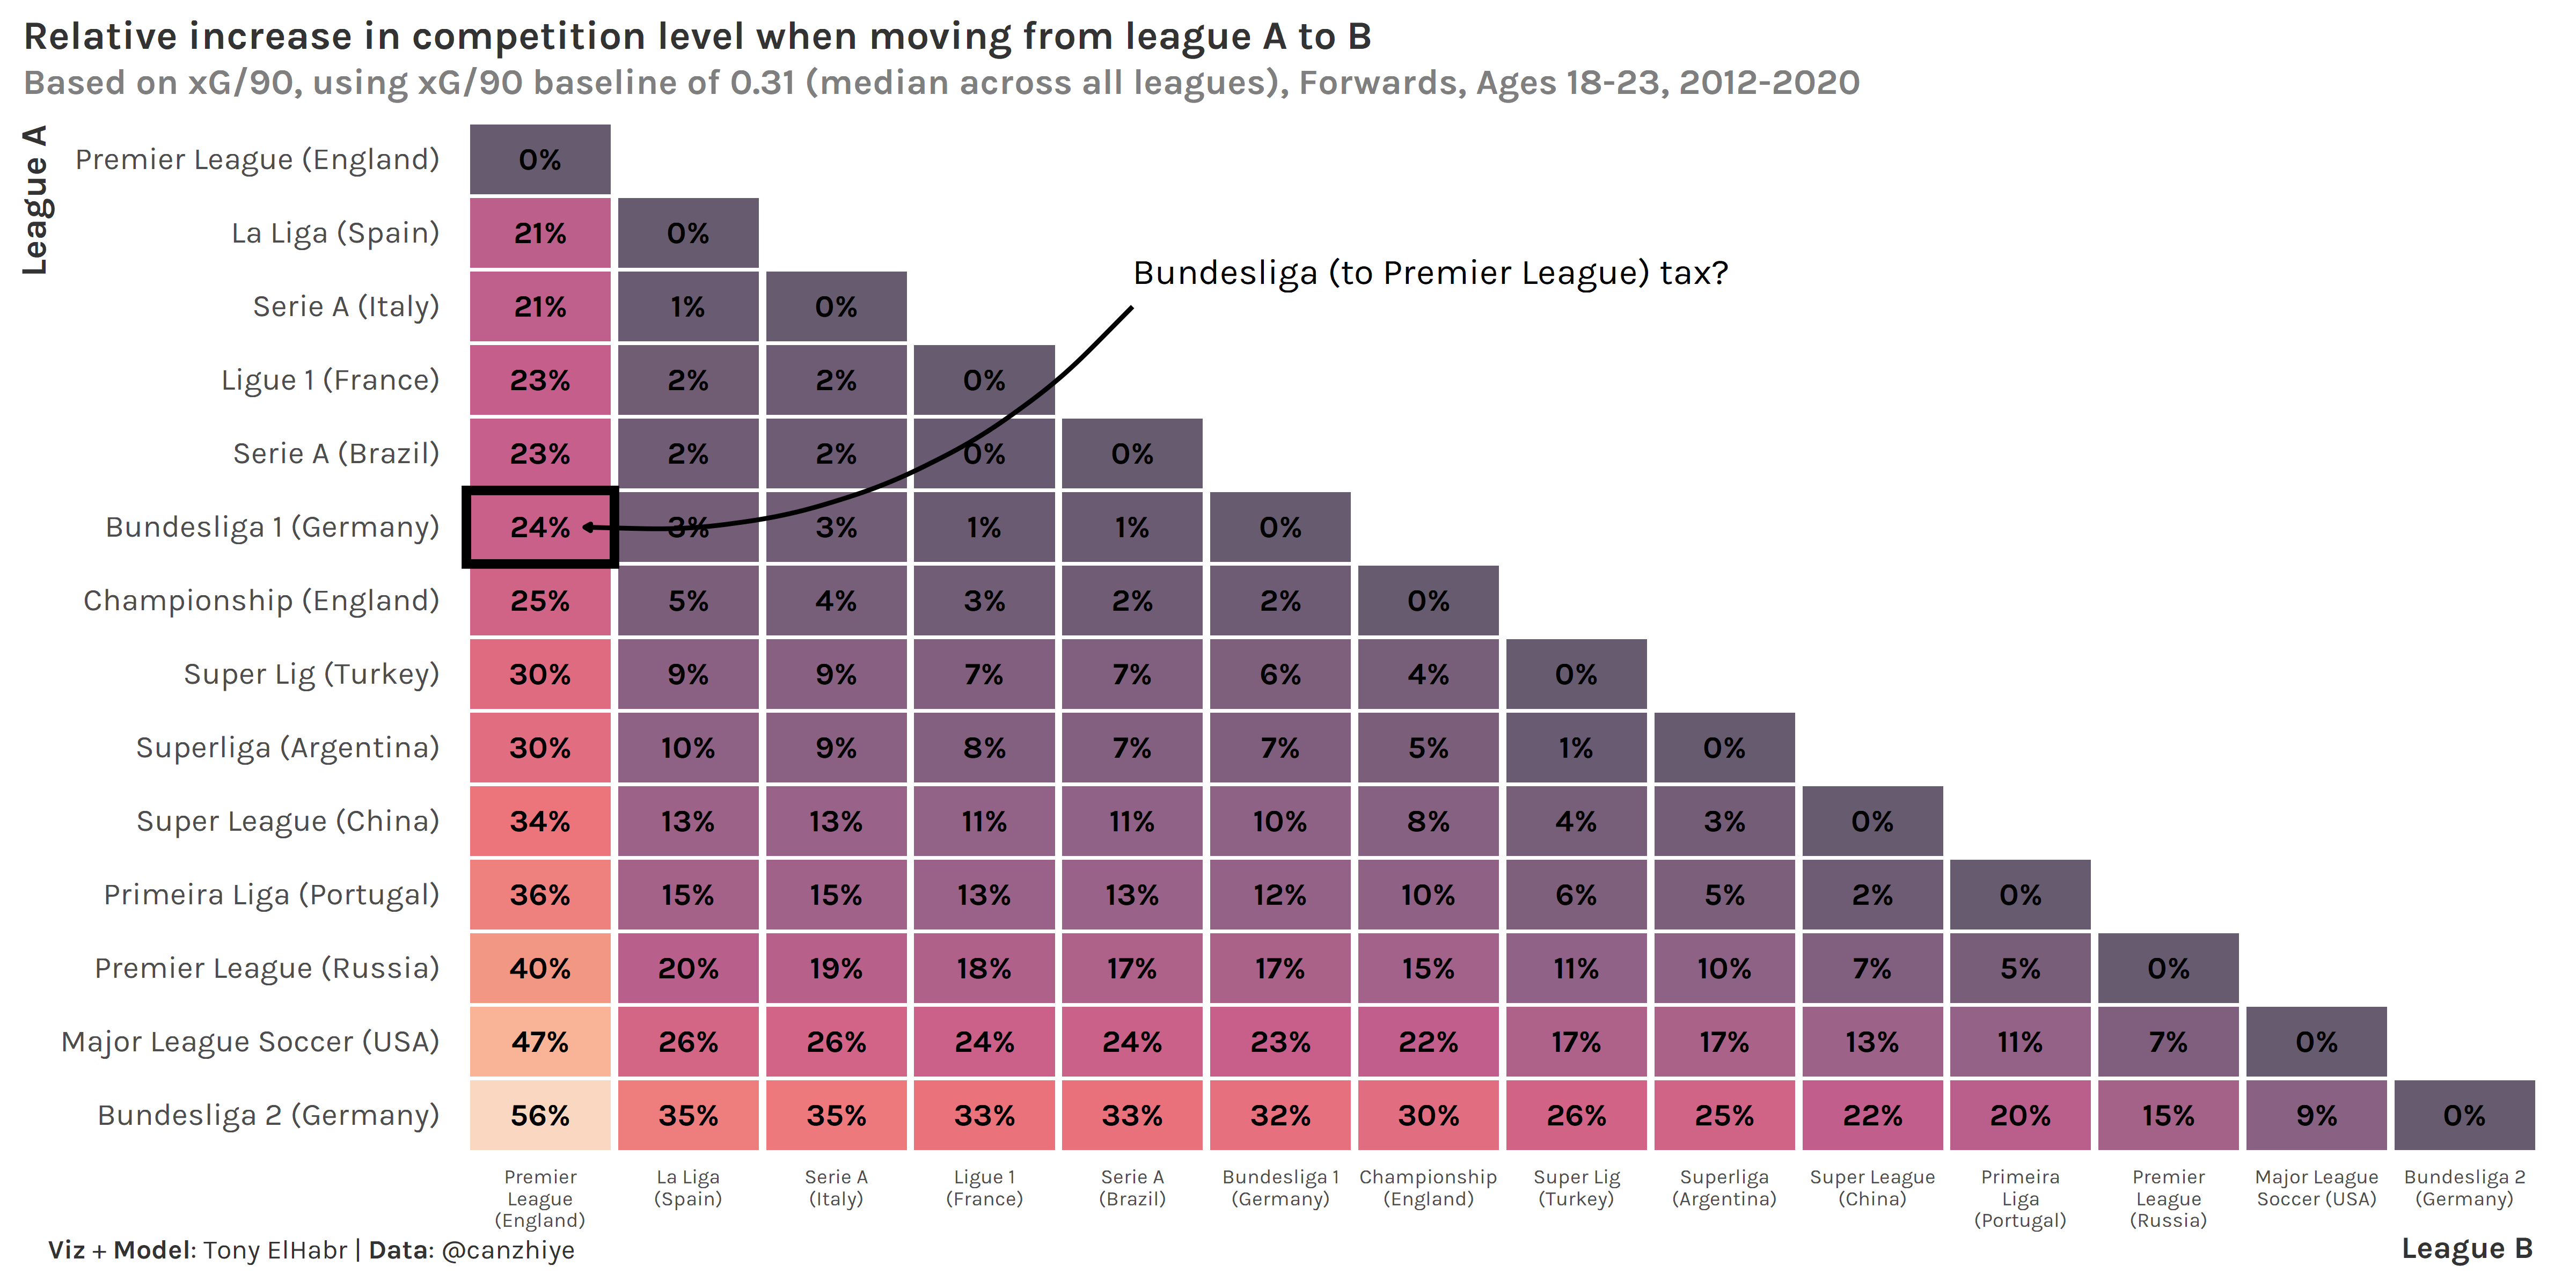 Relative increase in competition level when moving from league A to B
Based on xG/90, using xG/90 baseline of 0.31 (median across all leagues), Forwards, Ages 18-23, 2012-2020
League A
Premier League (England) 0%
La Liga (Spain) 21% 0%
Bundesliga (to Premier League) tax?
Serie A (Italy) 21% 1% 0%
Ligue 1 (France) 23% 2% 2% 0%
Serie A (Brazil) 23% 2% 2% 0% 0%
Bundesliga 1 (Germany) 24% 3% 3% 1% 1% 0%
Championship (England) 25% 5% 4% 3% 2% 2% 0%
Super Lig (Turkey) 30% 9% 9% 7% 7% 6% 4% 0%
Superliga (Argentina) 30% 10% 9% 8% 7% 7% 5% 1% 0%
Super League (China) 34% 13% 13% 11% 11% 10% 8% 4% 3% 0%
Primeira Liga (Portugal) 36% 15% 15% 13% 13% 12% 10% 6% 5% 2% 0%
Premier League (Russia) 40% 20% 19% 18% 17% 17% 15% 11% 10% 7% 5% 0%
Major League Soccer (USA) 47% 26% 26% 24% 24% 23% 22% 17% 17% 13% 11% 7% 0%
Bundesliga 2 (Germany) 56% 35% 35% 33% 33% 32% 30% 26% 25% 22% 20% 15% 9% 0%
Premier
League
(England)
La Liga
(Spain)
Serie A
(Italy)
Ligue 1
(France)
Serie A
(Brazil)
Bundesliga 1
(Germany)
Championship
(England)
Super Lig
(Turkey)
Superliga
(Argentina)
Super League
(China)
Primeira
Liga
(Portugal)
Premier
League
(Russia)
Major League
Soccer (USA)
Bundesliga 2
(Germany)
League B
Viz + Model: Tony ElHabr | Data: @canzhiye